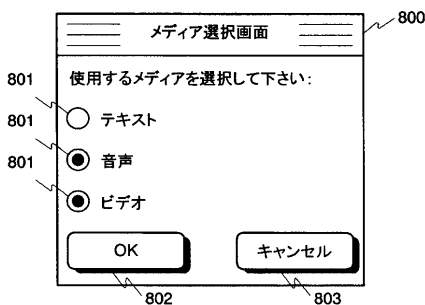 メディア選択画面
800
使用するメディアを選択して下さい:
801
テキスト
801
音声
801
ビデオ
OK
キャンセル
802
803